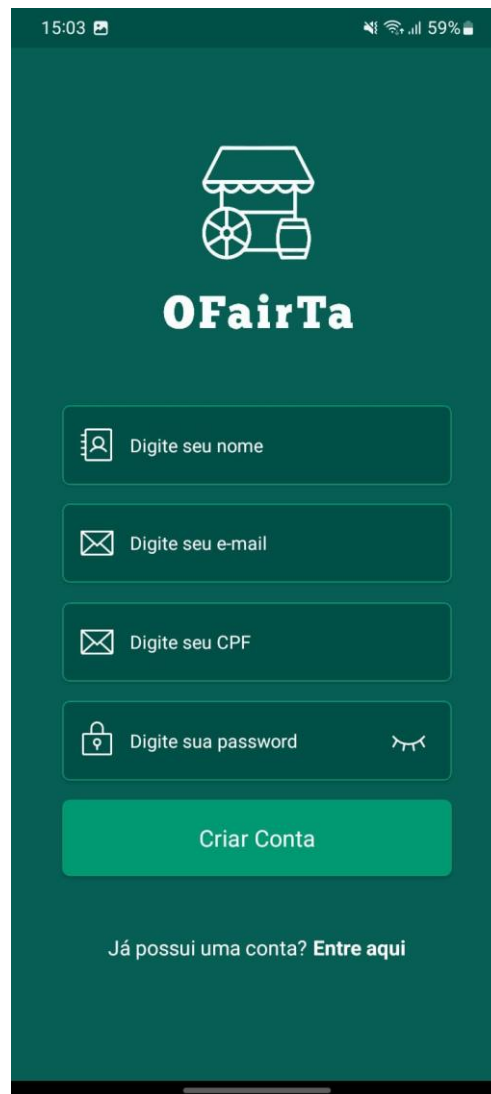 15:03 59%
OFairTa
Digite seu nome
Digite seu e-mail
Digite seu CPF
Digite sua password
Criar Conta
Já possui uma conta? Entre aqui